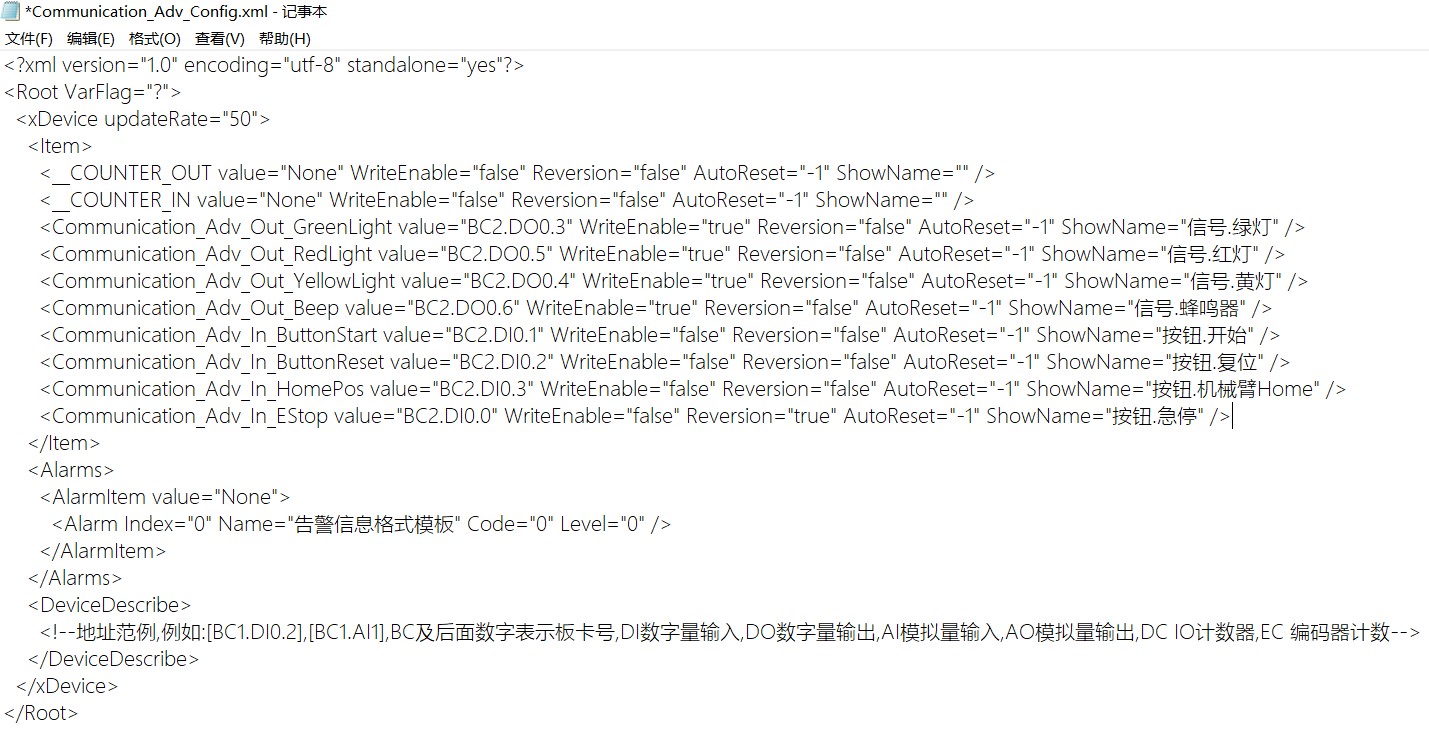 *Communication_Adv_Config.xml - 记事本
文件(F) 编辑(E) 格式(O) 查看(V) 帮助(H)
<?xml version="1.0" encoding="utf-8" standalone="yes"?>
<Root VarFlag="?">
<xDevice updateRate="50">
<Item>
<__COUNTER_OUT value="None" WriteEnable="false" Reversion="false" AutoReset="-1" ShowName="" />
<__COUNTER_IN value="None" WriteEnable="false" Reversion="false" AutoReset="-1" ShowName="" />
<Communication_Adv_Out_GreenLight value="BC2.DO0.3" WriteEnable="true" Reversion="false" AutoReset="-1" ShowName="信号.绿灯" />
<Communication_Adv_Out_RedLight value="BC2.DO0.5" WriteEnable="true" Reversion="false" AutoReset="-1" ShowName="信号.红灯" />
<Communication_Adv_Out_YellowLight value="BC2.DO0.4" WriteEnable="true" Reversion="false" AutoReset="-1" ShowName="信号.黄灯" />
<Communication_Adv_Out_Beep value="BC2.DO0.6" WriteEnable="true" Reversion="false" AutoReset="-1" ShowName="信号.蜂鸣器" />
<Communication_Adv_In_ButtonStart value="BC2.DI0.1" WriteEnable="false" Reversion="false" AutoReset="-1" ShowName="按钮.开始" />
<Communication_Adv_In_ButtonReset value="BC2.DI0.2" WriteEnable="false" Reversion="false" AutoReset="-1" ShowName="按钮.复位" />
<Communication_Adv_In_HomePos value="BC2.DI0.3" WriteEnable="false" Reversion="false" AutoReset="-1" ShowName="按钮.机械臂Home" />
<Communication_Adv_In_EStop value="BC2.DI0.0" WriteEnable="false" Reversion="true" AutoReset="-1" ShowName="按钮.急停" />
</Item>
<Alarms>
<AlarmItem value="None">
<Alarm Index="0" Name="告警信息格式模板" Code="0" Level="0" />
</AlarmItem>
</Alarms>
<DeviceDescribe>
<!--地址范例,例如:[BC1.DI0.2],[BC1.AI1],BC及后面数字表示板卡号,DI数字量输入,DO数字量输出,AI模拟量输入,AO模拟量输出,DC IO计数器,EC 编码器计数-->
</DeviceDescribe>
</xDevice>
</Root>